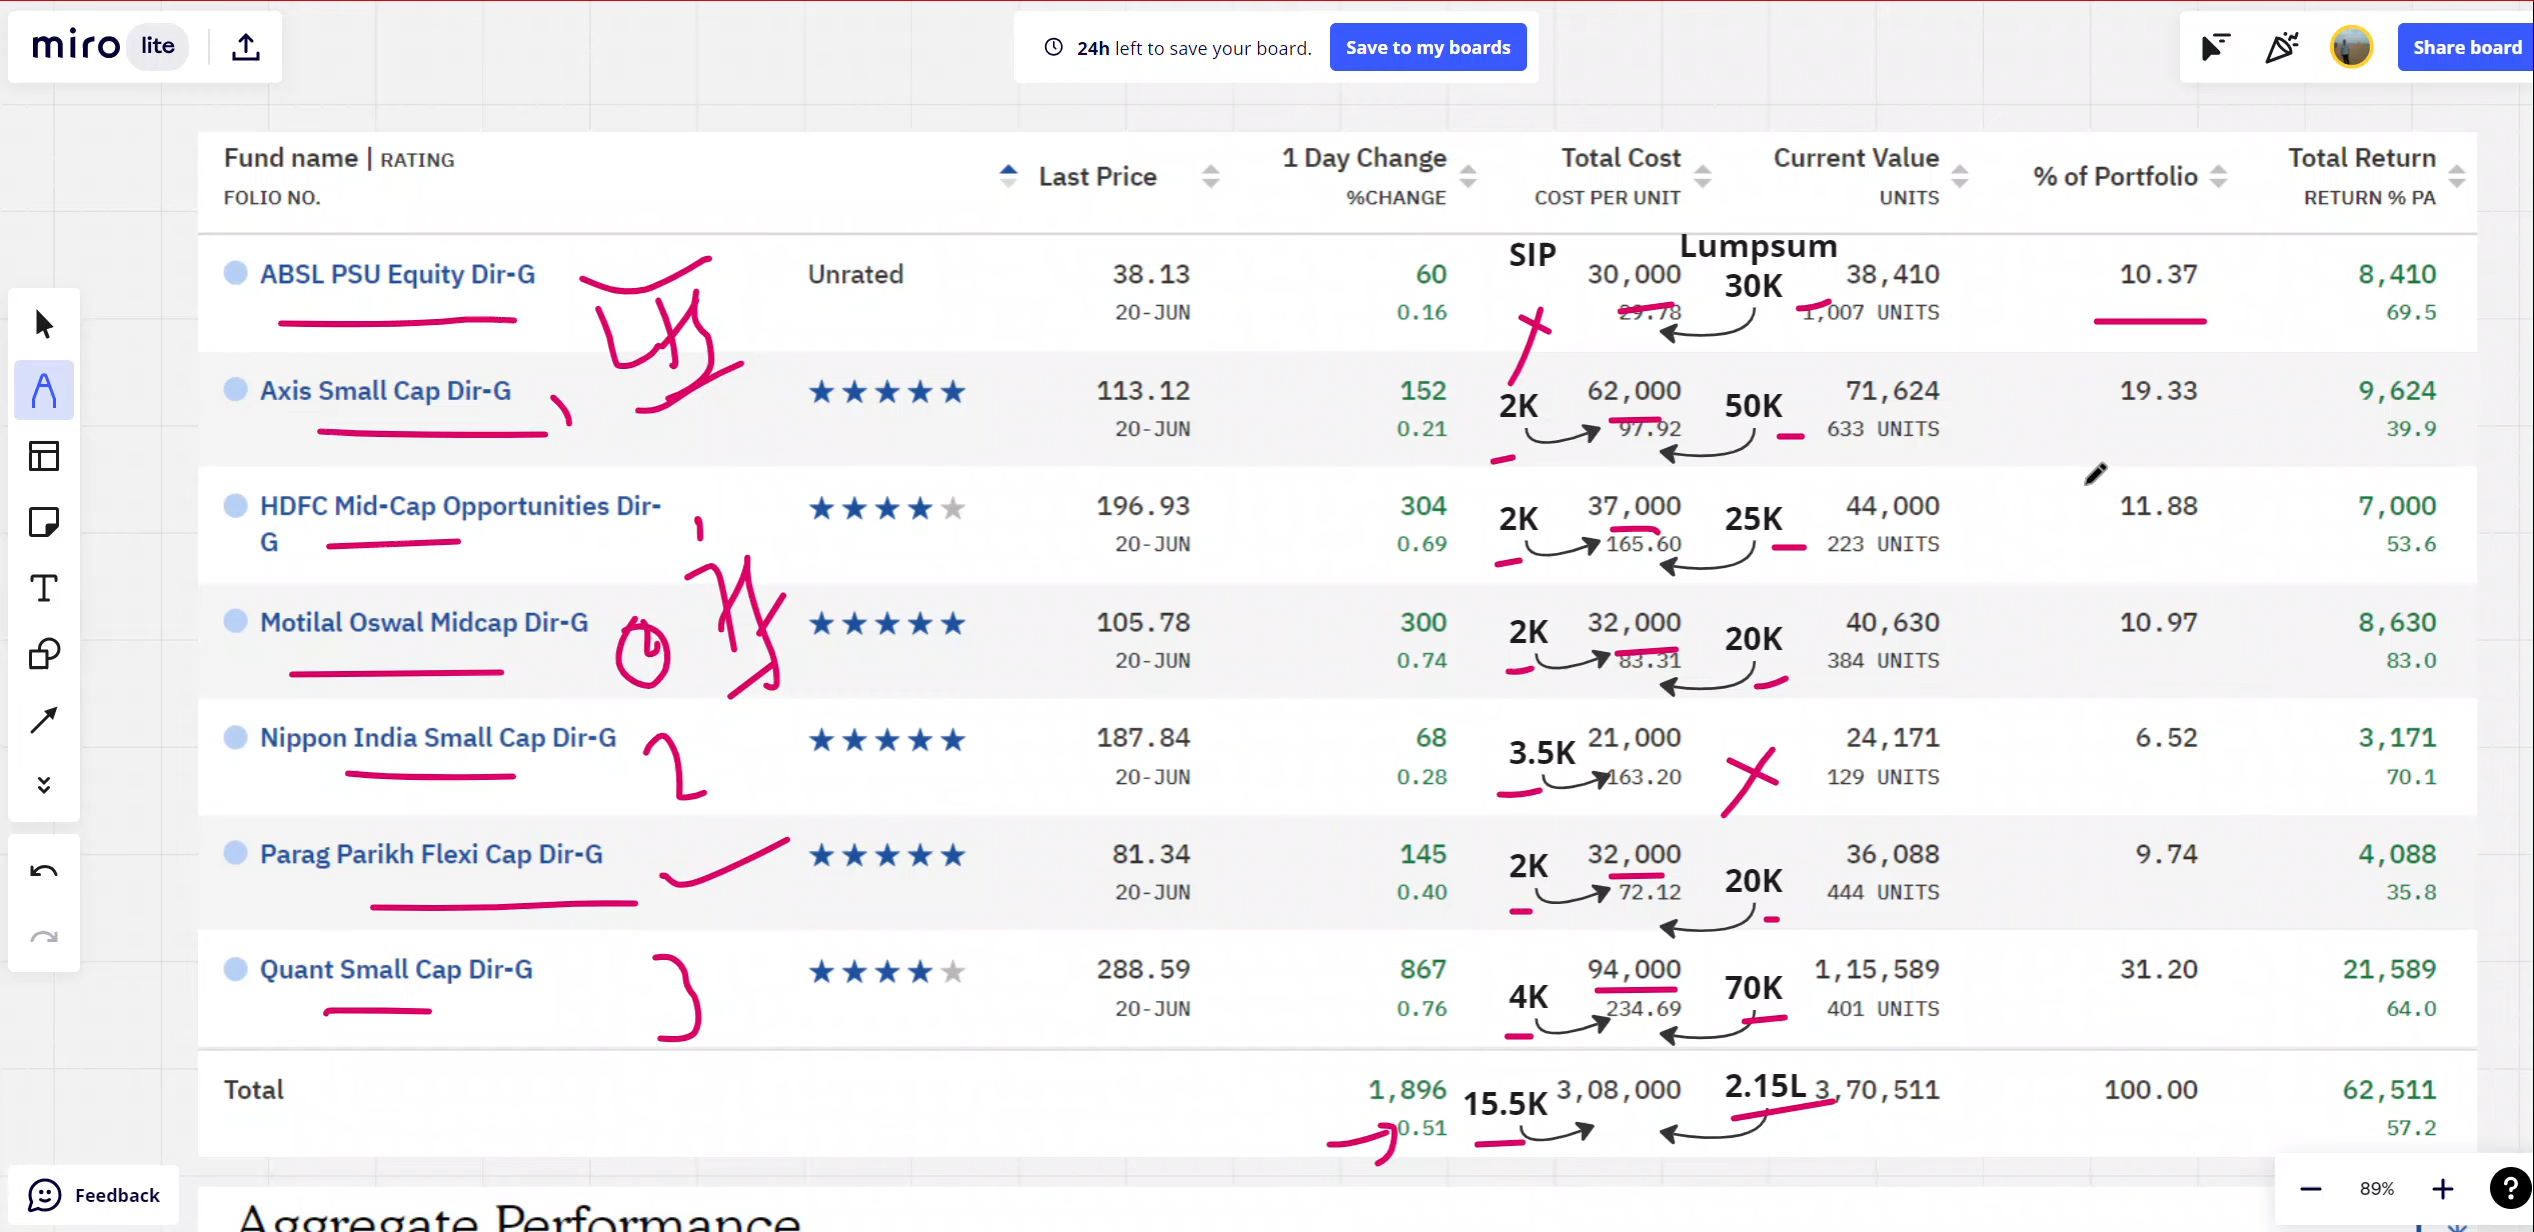 miro lite
24h left to save your board. Save to my boards
Share board
Fund name | RATING
FOLIO NO.
Last Price
1 Day Change
%CHANGE
Total Cost
COST PER UNIT
Current Value
UNITS
% of Portfolio
Total Return
RETURN % PA
SIP
Lumpsum
ABSL PSU Equity Dir-G Unrated 38.13 60 30,000 30K 38,410 10.37 8,410
20-JUN 0.16 29.78 1,007 UNITS 69.5
Axis Small Cap Dir-G 113.12 152 2K 62,000 50K 71,624 19.33 9,624
20-JUN 0.21 97.92 633 UNITS 39.9
HDFC Mid-Cap Opportunities Dir- 196.93 304 2K 37,000 25K 44,000 11.88 7,000
G 20-JUN 0.69 165.60 223 UNITS 53.6
Motilal Oswal Midcap Dir-G 105.78 300 2K 32,000 20K 40,630 10.97 8,630
20-JUN 0.74 83.31 384 UNITS 83.0
Nippon India Small Cap Dir-G 2 187.84 68 3.5K 21,000 24,171 6.52 3,171
20-JUN 0.28 163.20 129 UNITS 70.1
Parag Parikh Flexi Cap Dir-G 81.34 145 2K 32,000 20K 36,088 9.74 4,088
20-JUN 0.40 72.12 444 UNITS 35.8
Quant Small Cap Dir-G 288.59 867 4K 94,000 70K 1,15,589 31.20 21,589
20-JUN 0.76 234.69 401 UNITS 64.0
Total 1,896 15.5K 3,08,000 2.15L 3,70,511 100.00 62,511
0.51 57.2
Feedback
89%
Aggregate Performance